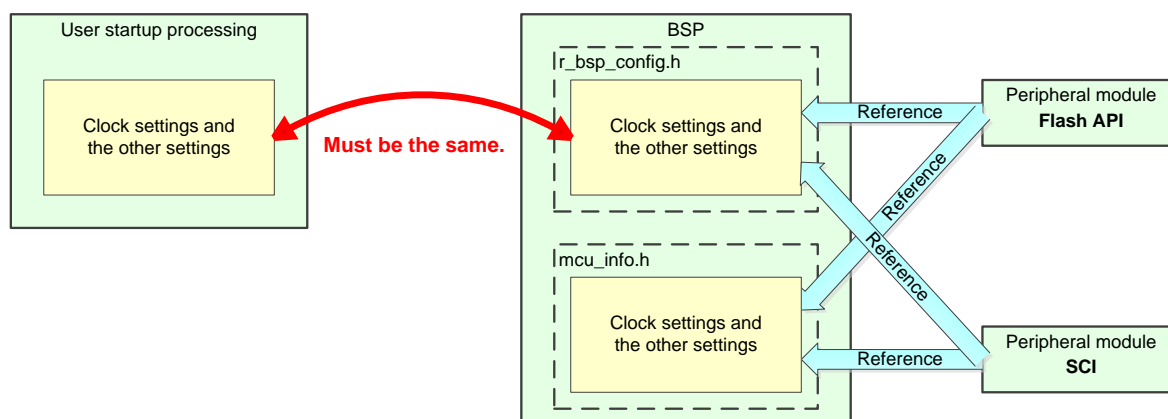 User startup processing
Clock settings and
the other settings
Must be the same.
BSP
r_bsp_config.h
Clock settings and
the other settings
mcu_info.h
Clock settings and
the other settings
Reference
Reference
Reference
Reference
Peripheral module
Flash API
Peripheral module
SCI